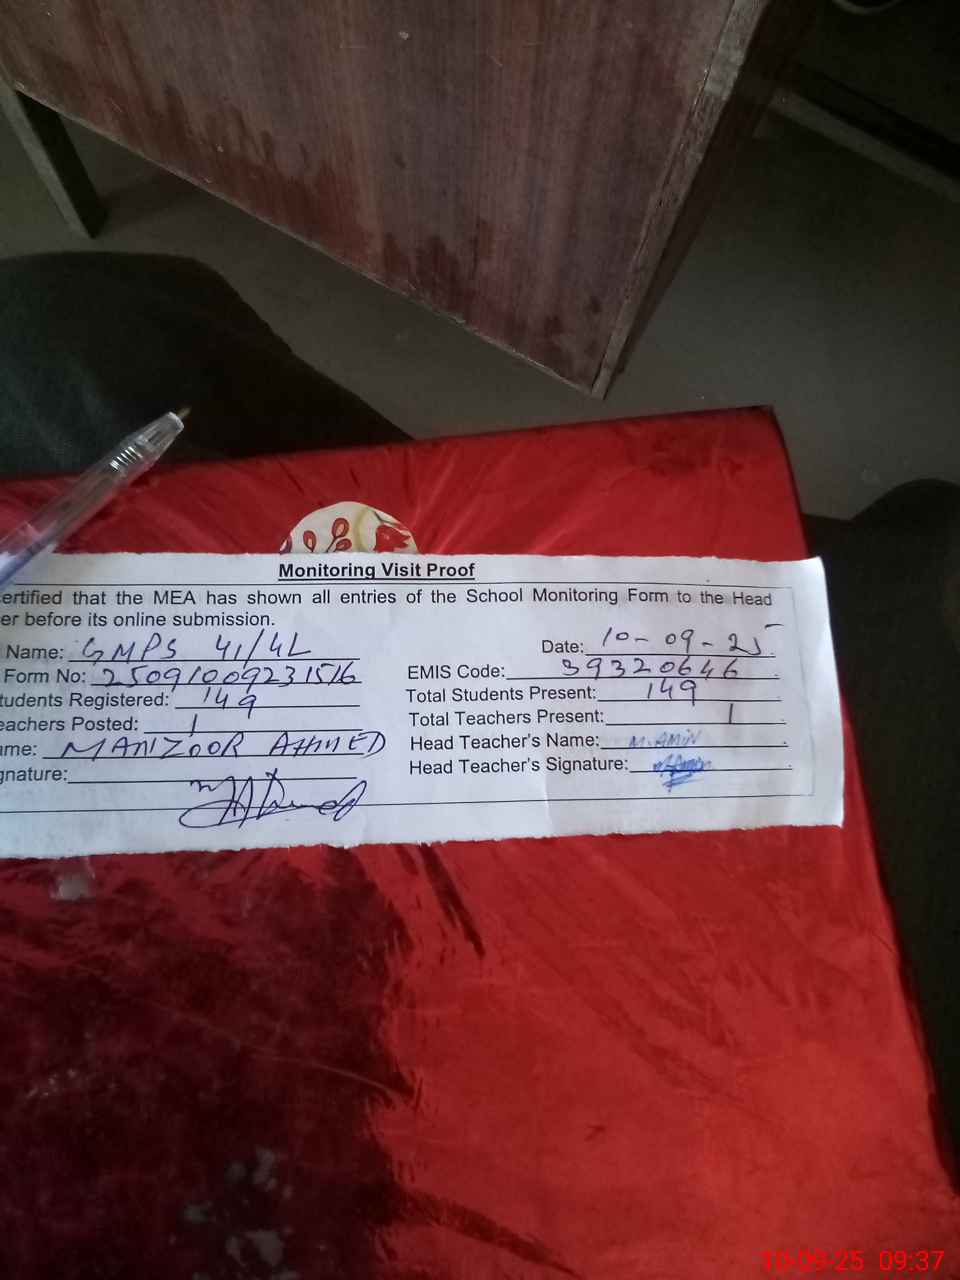 Monitoring Visit Proof
ertified that the MEA has shown all entries of the School Monitoring Form to the Head
er before its online submission.
Name: GMPS 41/4L Date: 10-09-25
Form No: 25091009231516 EMIS Code: 39320646
tudents Registered: 149 Total Students Present: 149
eachers Posted: 1 Total Teachers Present: 1
ame: MANZOOR AHMED Head Teacher's Name: M. AMIN
gnature: Head Teacher's Signature:
10-09-25 09:37